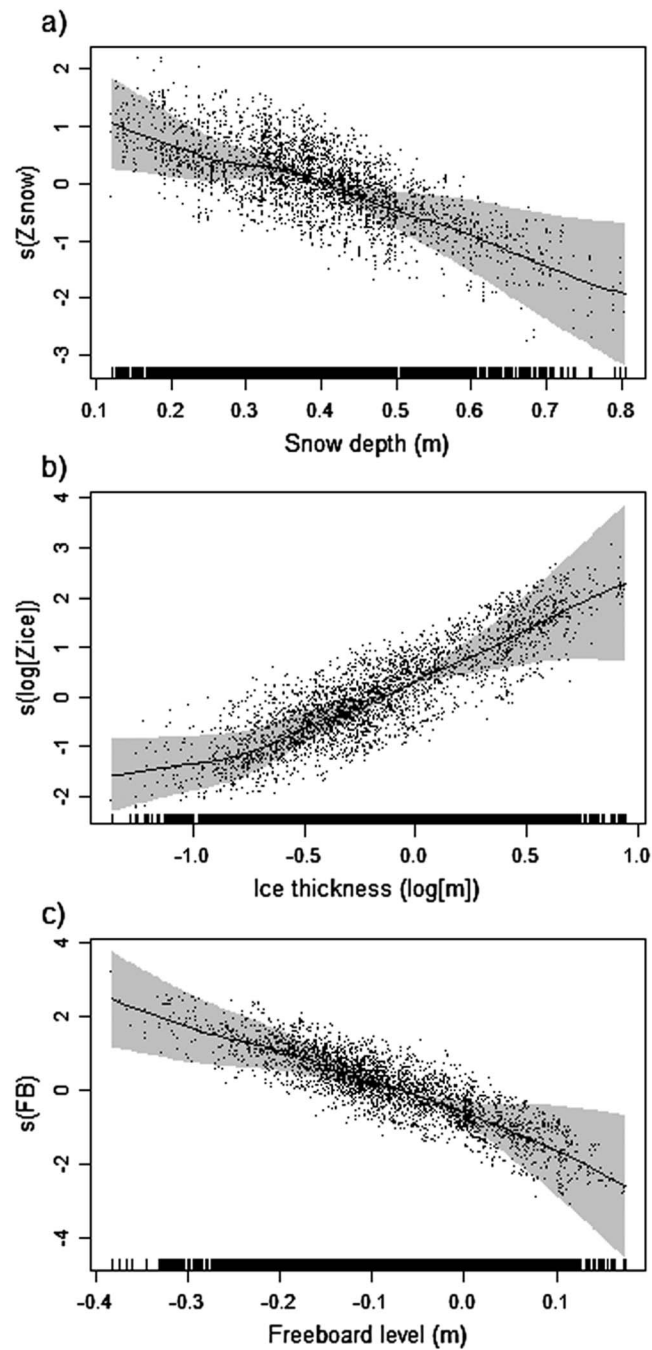 a)
2
1
0
-1
-2
-3
s(Zsnow)
0.1 0.2 0.3 0.4 0.5 0.6 0.7 0.8
Snow depth (m)
b)
4
3
2
1
0
-1
-2
s(log[Zice])
-1.0 -0.5 0.0 0.5 1.0
Ice thickness (log[m])
c)
4
2
0
-2
-4
s(FB)
-0.4 -0.3 -0.2 -0.1 0.0 0.1
Freeboard level (m)